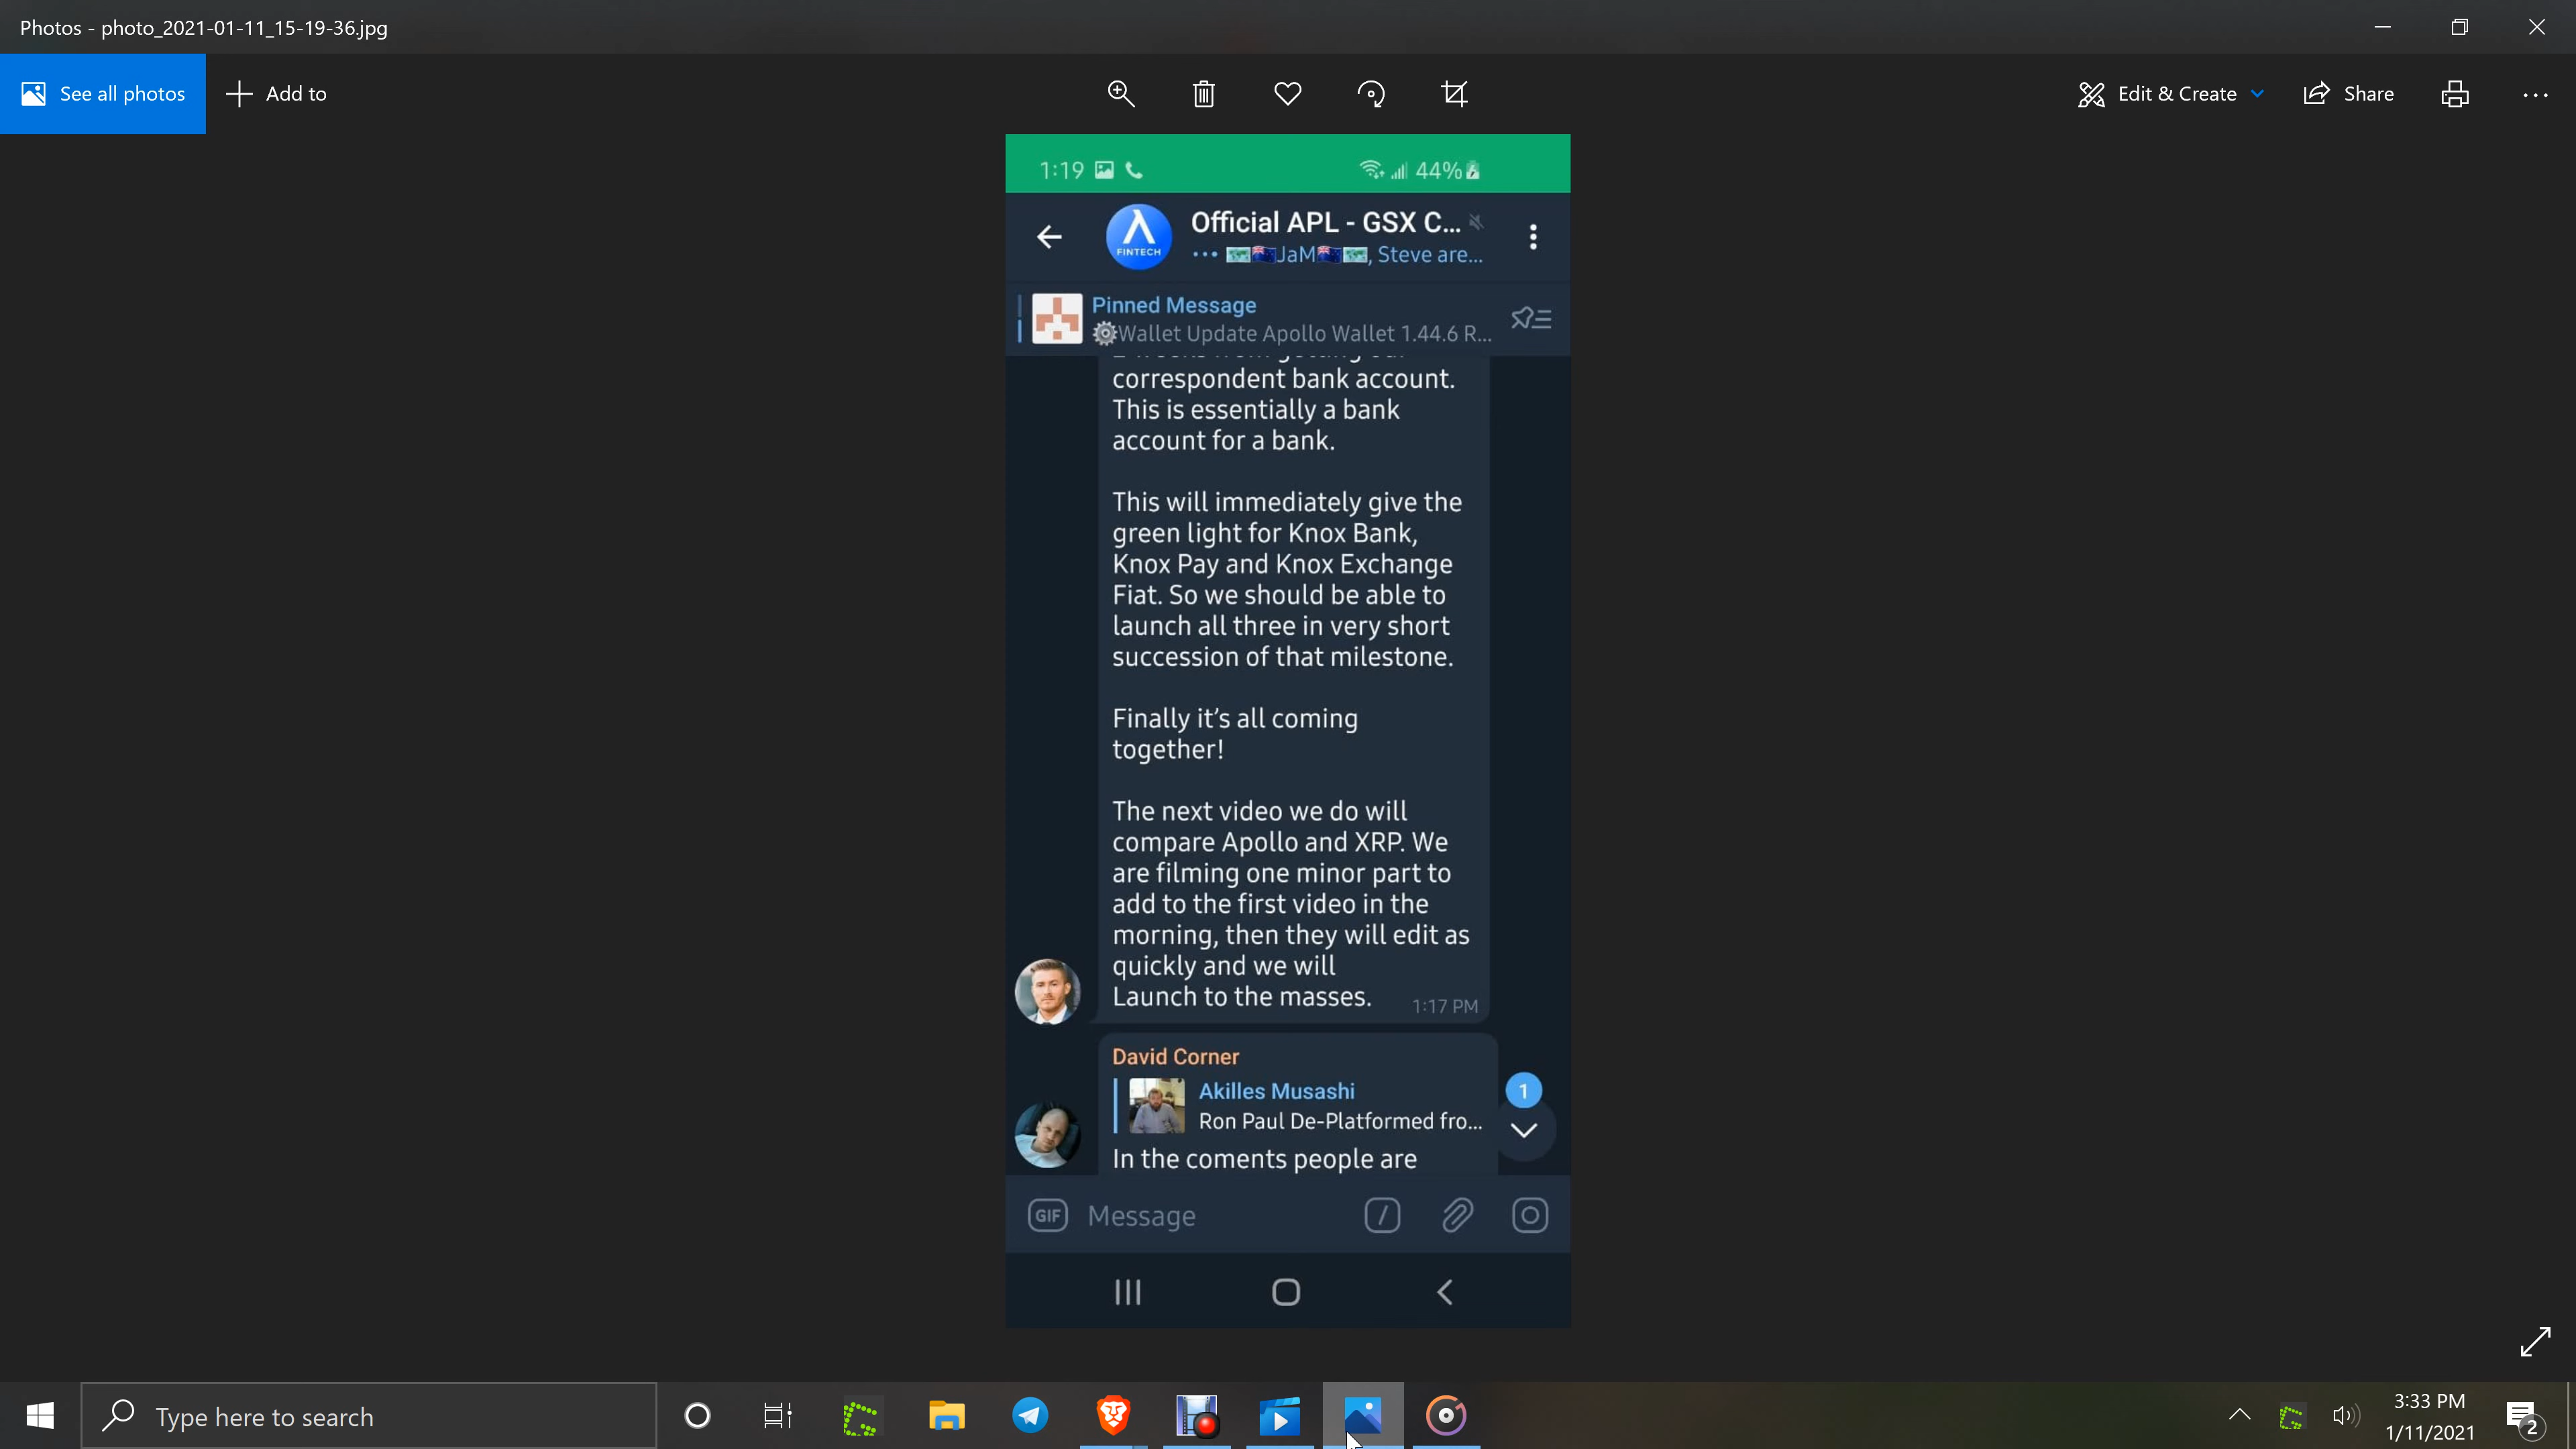 Photos - photo_2021-01-11_15-19-36.jpg
See all photos
Add to
Edit & Create
Share
1:19
44%
FINTECH
Official APL - GSX C...
JaM, Steve are...
Pinned Message
Wallet Update Apollo Wallet 1.44.6 R...
correspondent bank account.
This is essentially a bank
account for a bank.
This will immediately give the
green light for Knox Bank,
Knox Pay and Knox Exchange
Fiat. So we should be able to
launch all three in very short
succession of that milestone.
Finally it’s all coming
together!
The next video we do will
compare Apollo and XRP. We
are filming one minor part to
add to the first video in the
morning, then they will edit as
quickly and we will
Launch to the masses.
1:17 PM
David Corner
Akilles Musashi
Ron Paul De-Platformed fro...
1
In the coments people are
GIF
Message
Type here to search
3:33 PM
1/11/2021
2